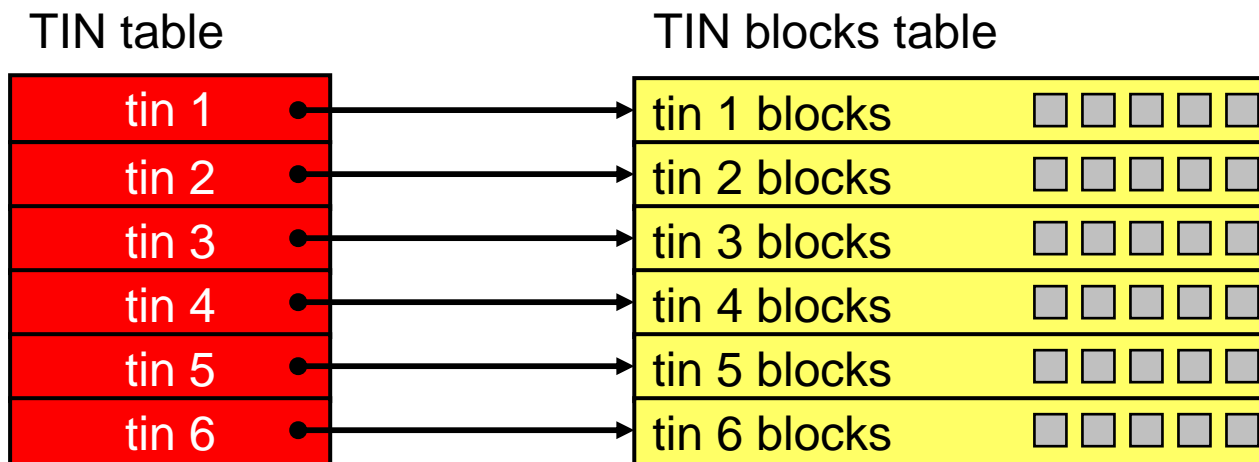 TIN table
TIN blocks table
tin 1
tin 1 blocks
tin 2
tin 2 blocks
tin 3
tin 3 blocks
tin 4
tin 4 blocks
tin 5
tin 5 blocks
tin 6
tin 6 blocks